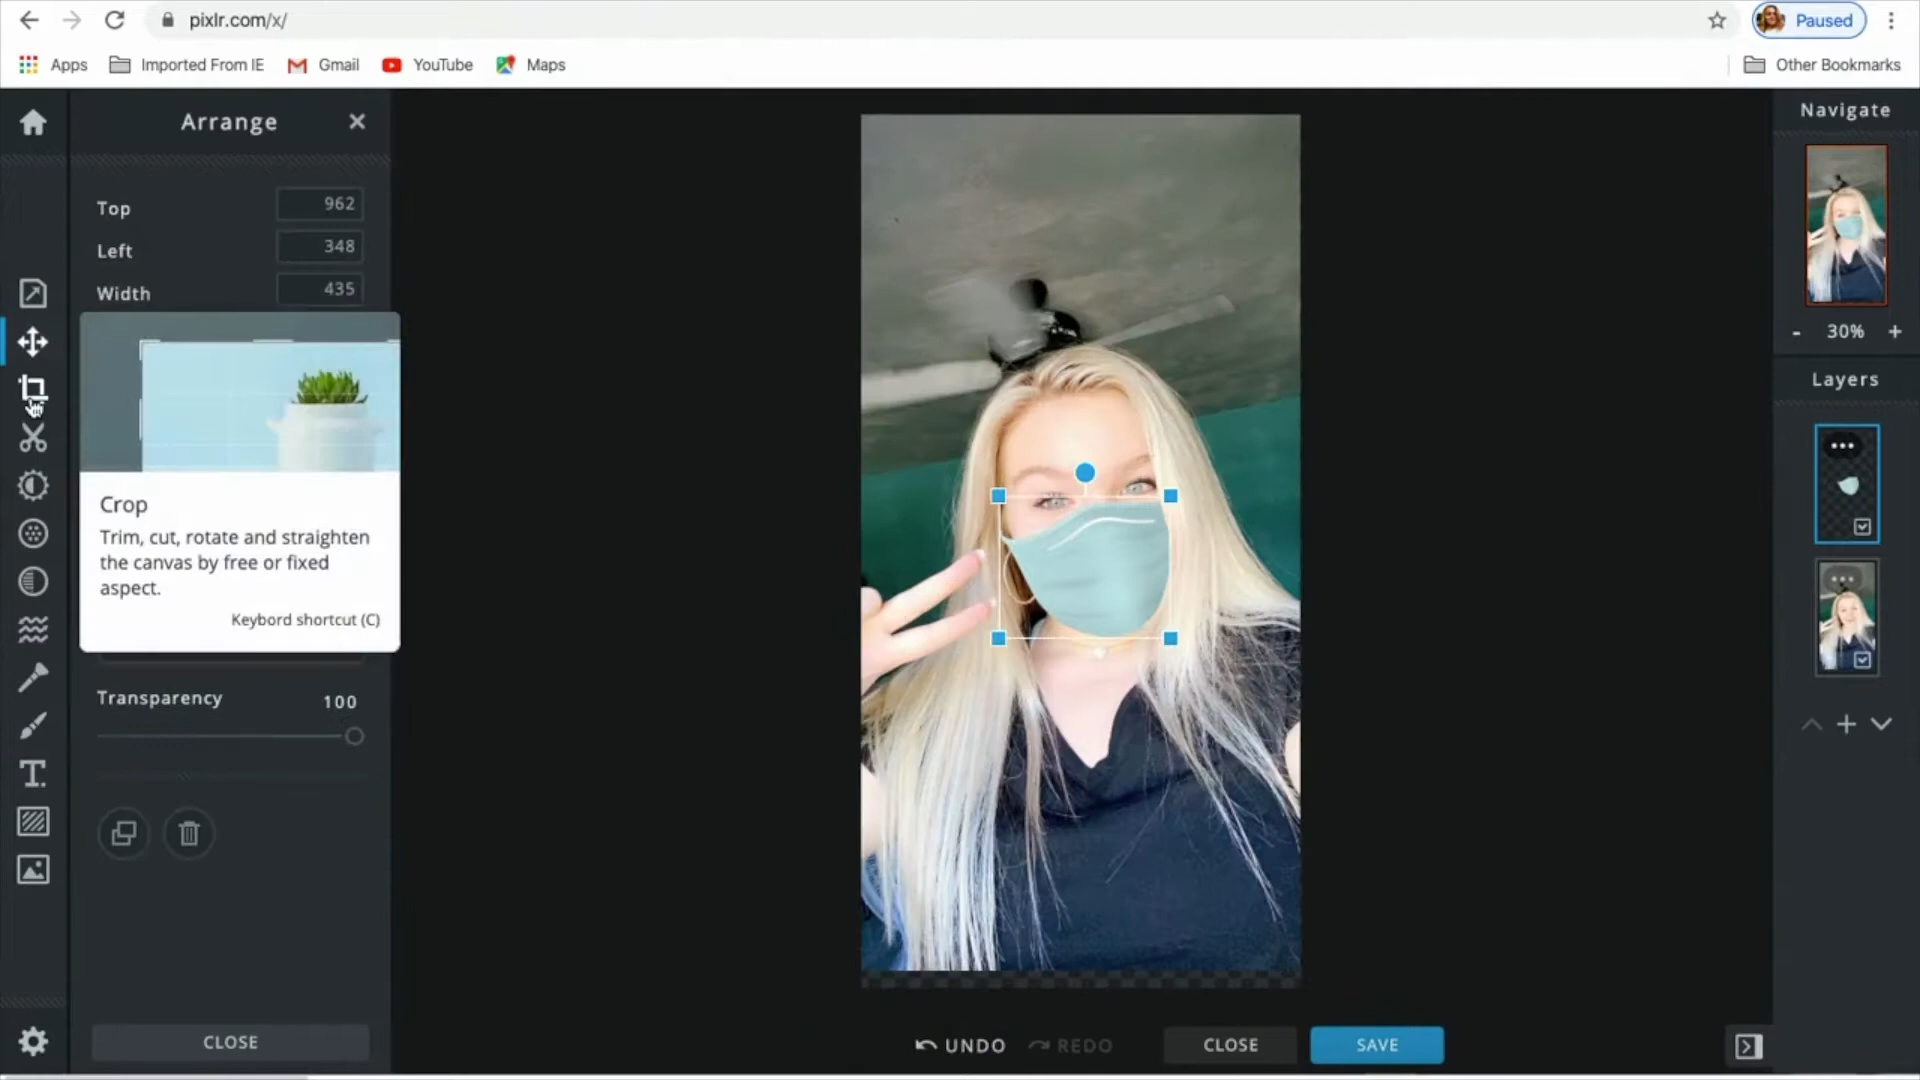 pixlr.com/x/
Paused
Apps
Imported From IE
Gmail
YouTube
Maps
Other Bookmarks
Arrange
Top
962
Left
348
Width
435
Crop
Trim, cut, rotate and straighten
the canvas by free or fixed
aspect.
Keybord shortcut (C)
Transparency
100
CLOSE
UNDO
REDO
CLOSE
SAVE
Navigate
- 30% +
Layers